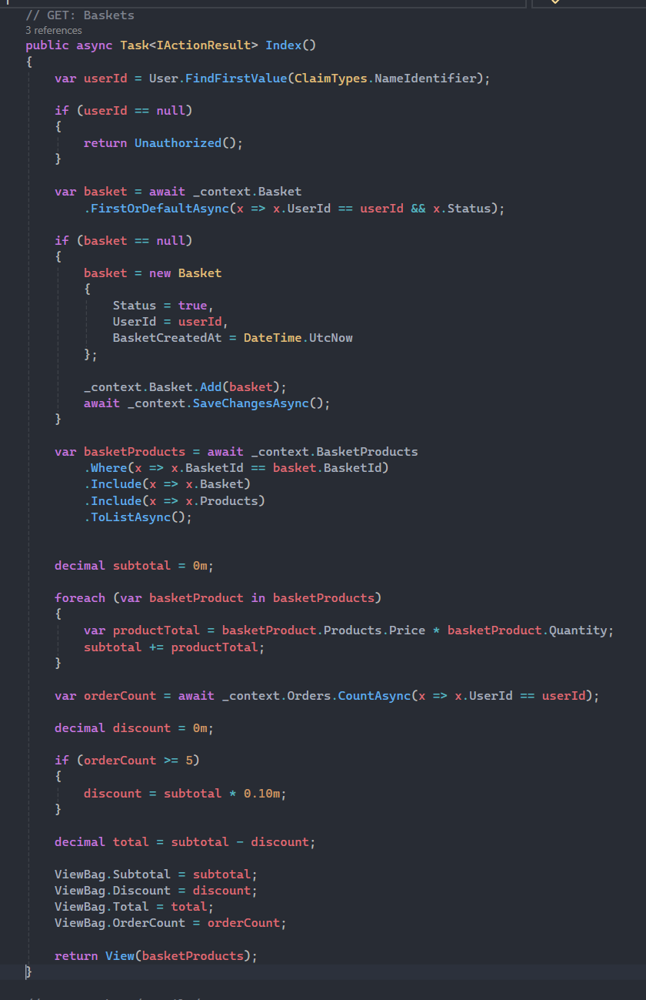 // GET: Baskets
3 references
public async Task<IActionResult> Index()
{
    var userId = User.FindFirstValue(ClaimTypes.NameIdentifier);

    if (userId == null)
    {
        return Unauthorized();
    }

    var basket = await _context.Basket
        .FirstOrDefaultAsync(x => x.UserId == userId && x.Status);

    if (basket == null)
    {
        basket = new Basket
        {
            Status = true,
            UserId = userId,
            BasketCreatedAt = DateTime.UtcNow
        };

        _context.Basket.Add(basket);
        await _context.SaveChangesAsync();
    }

    var basketProducts = await _context.BasketProducts
        .Where(x => x.BasketId == basket.BasketId)
        .Include(x => x.Basket)
        .Include(x => x.Products)
        .ToListAsync();


    decimal subtotal = 0m;

    foreach (var basketProduct in basketProducts)
    {
        var productTotal = basketProduct.Products.Price * basketProduct.Quantity;
        subtotal += productTotal;
    }

    var orderCount = await _context.Orders.CountAsync(x => x.UserId == userId);

    decimal discount = 0m;

    if (orderCount >= 5)
    {
        discount = subtotal * 0.10m;
    }

    decimal total = subtotal - discount;

    ViewBag.Subtotal = subtotal;
    ViewBag.Discount = discount;
    ViewBag.Total = total;
    ViewBag.OrderCount = orderCount;

    return View(basketProducts);
}